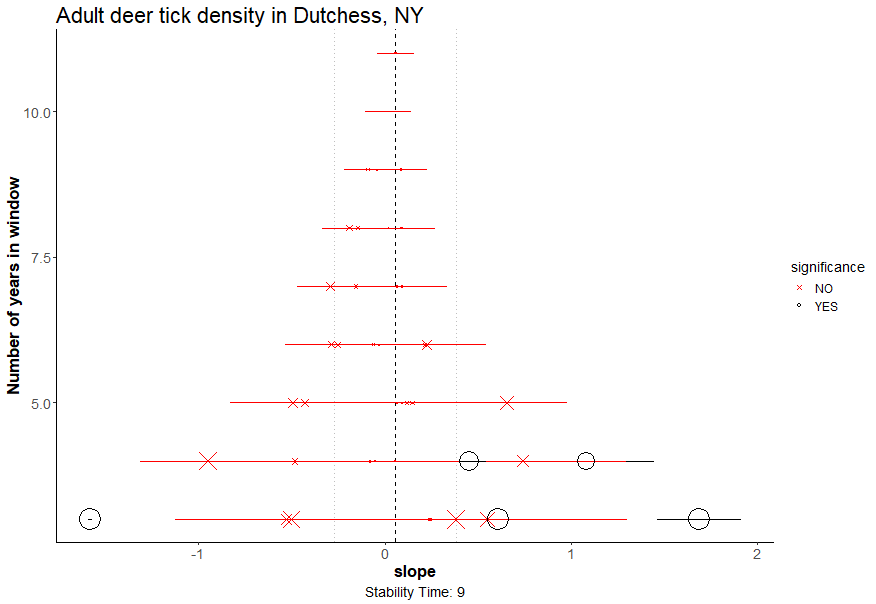 Adult deer tick density in Dutchess, NY
Number of years in window
10.0
7.5
5.0
-1
0
1
2
slope
Stability Time: 9
significance
NO
YES